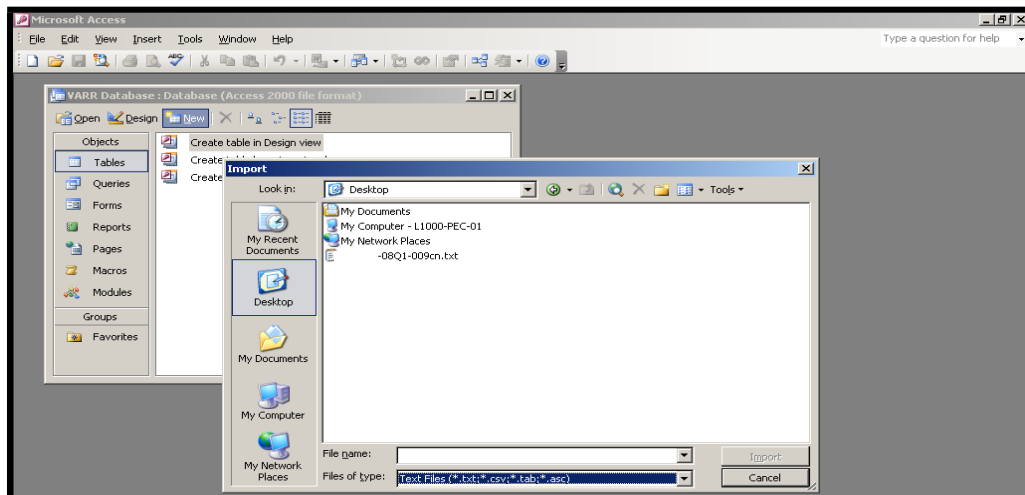 Microsoft Access
File Edit View Insert Tools Window Help
Type a question for help
VARR Database : Database (Access 2000 file format)
Open Design New
Objects
Create table in Design view
Tables
Create
Queries
Create
Forms
Reports
Pages
Macros
Modules
Groups
Favorites
Import
Look in: Desktop
Tools
My Recent
Documents
Desktop
My Documents
My Computer
My Network
Places
My Documents
My Computer - L1000-PEC-01
My Network Places
-08Q1-009cn.txt
File name:
Import
Files of type: Text Files (*.txt;*.csv;*.tab;*.asc)
Cancel